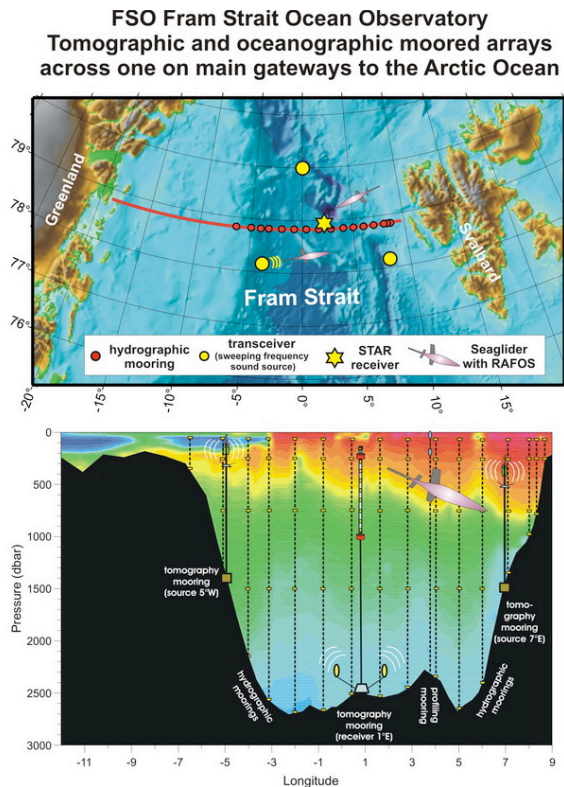 FSO Fram Strait Ocean Observatory
Tomographic and oceanographic moored arrays
across one on main gateways to the Arctic Ocean
79°
78°
77°
76°
Greenland
Svalbard
Fram Strait
hydrographic
mooring
transceiver
(sweeping frequency
sound source)
STAR
receiver
Seaglider
with RAFOS
-20°
-15°
-10°
-5°
0°
5°
10°
15°
0
500
1000
1500
2000
2500
3000
Pressure (dbar)
tomography
mooring
(source 5°W)
hydrographic
moorings
tomography
mooring
(receiver 1°E)
profiling
mooring
hydrographic
moorings
tomo-
graphy
mooring
(source 7°E)
-11
-9
-7
-5
-3
-1
1
3
5
7
9
Longitude